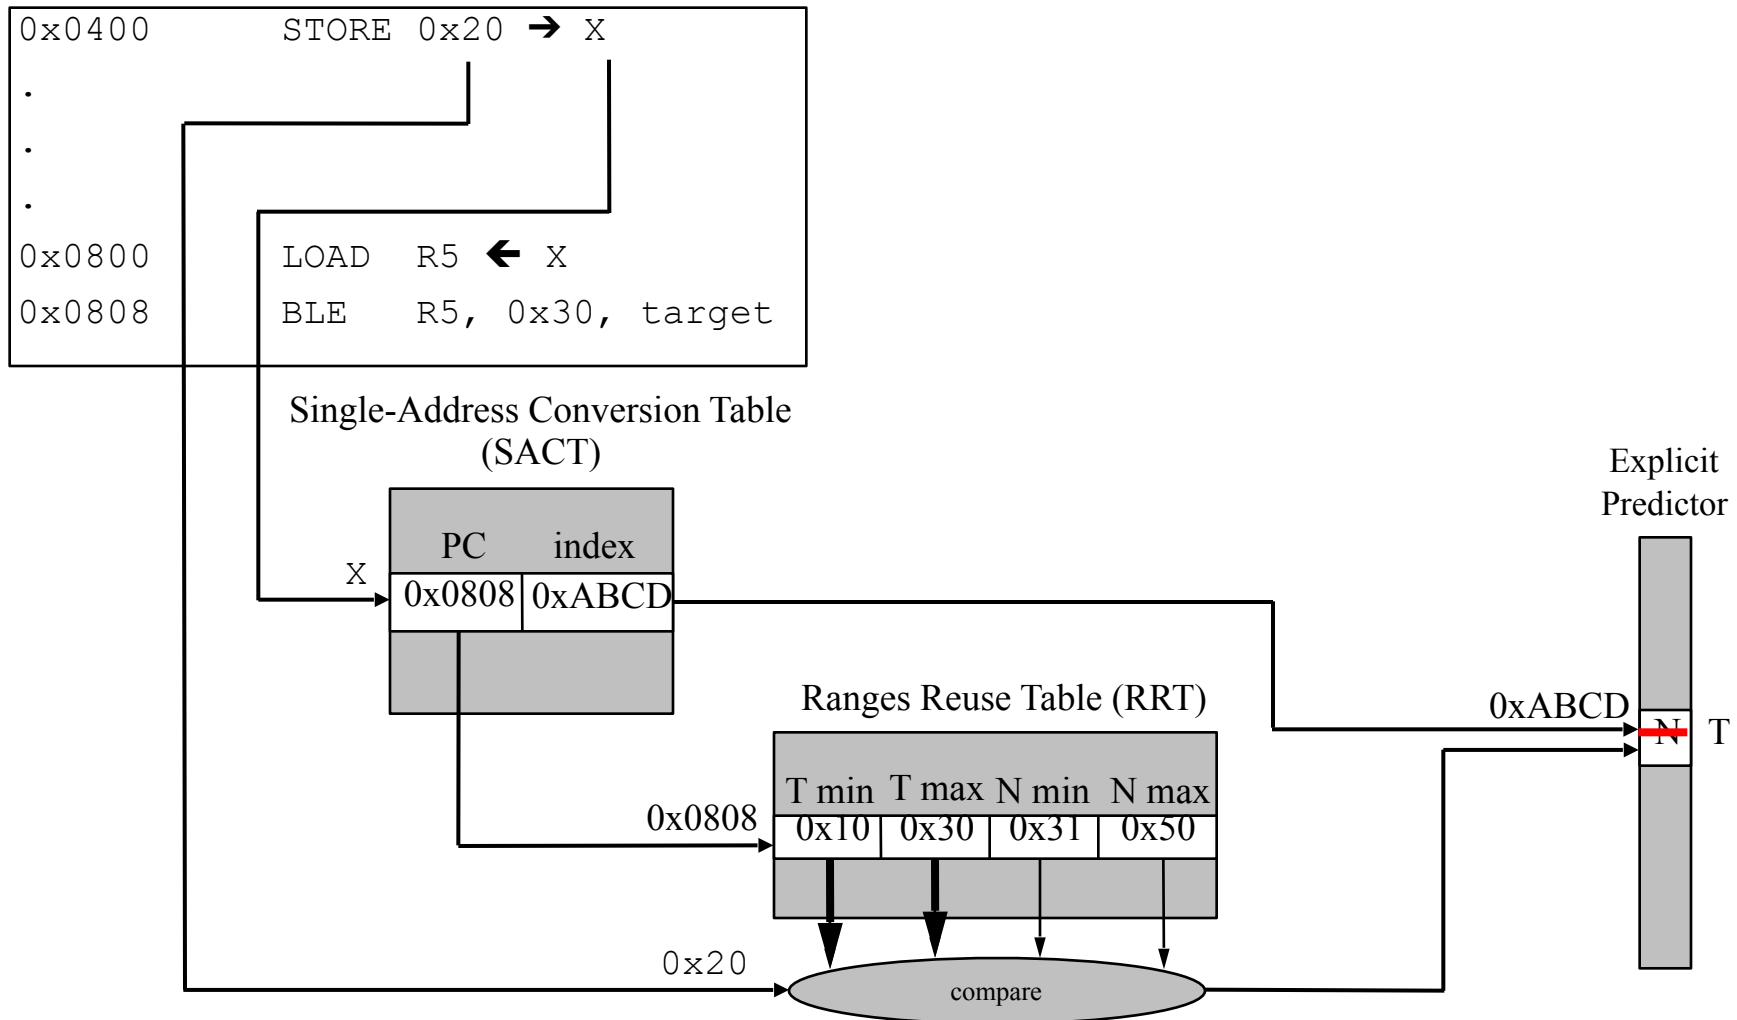 0x0400 STORE 0x20 → X
.
.
.
0x0800 LOAD R5 ← X
0x0808 BLE R5, 0x30, target
Single-Address Conversion Table
(SACT)
Explicit
Predictor
PC index
X
0x0808 0xABCD
Ranges Reuse Table (RRT)
0xABCD
N T
T min T max N min N max
0x0808
0x10 0x30 0x31 0x50
0x20
compare